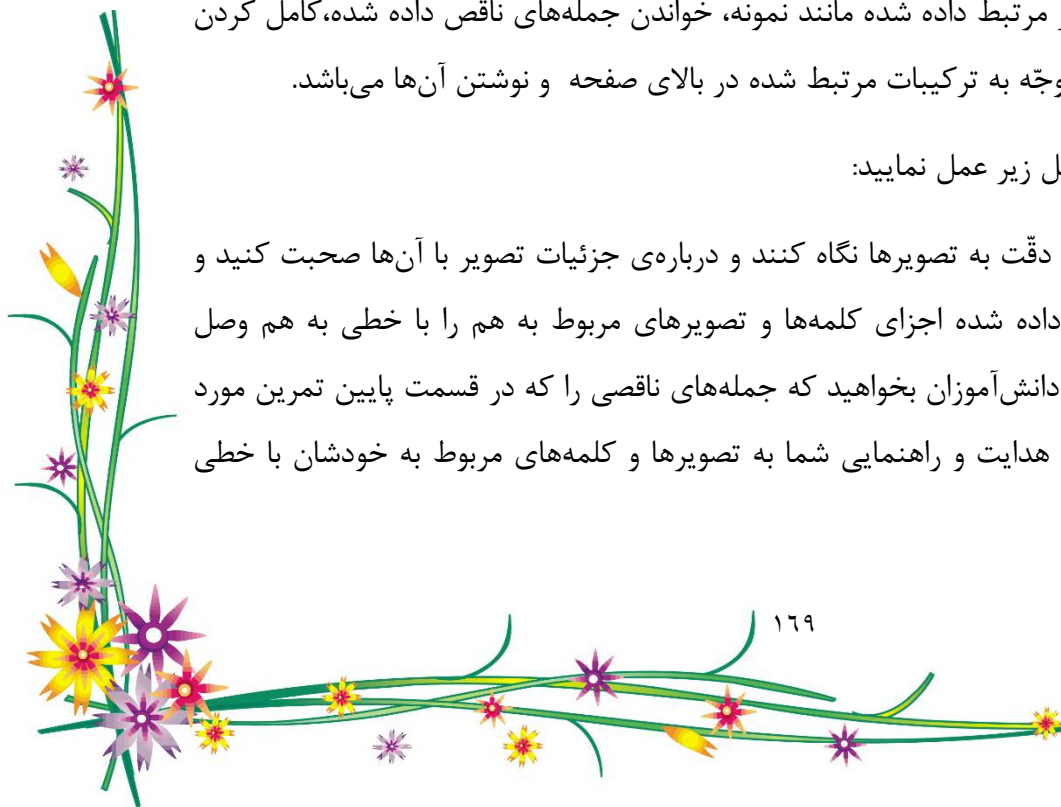 مرتبط داده شده مانند نمونه، خواندن جمله‌های ناقص داده شده،کامل کردن
به ترکیبات مرتبط شده در بالای صفحه و نوشتن آن‌ها می‌باشد.
زیر عمل نمایید:
دقّت به تصویرها نگاه کنند و درباره‌ی جزئیات تصویر با آن‌ها صحبت کنید و
داده شده اجزای کلمه‌ها و تصویرهای مربوط به هم را با خطی به هم وصل
دانش‌آموزان بخواهید که جمله‌های ناقصی را که در قسمت پایین تمرین مورد
هدایت و راهنمایی شما به تصویرها و کلمه‌های مربوط به خودشان با خطی
۱۶۹